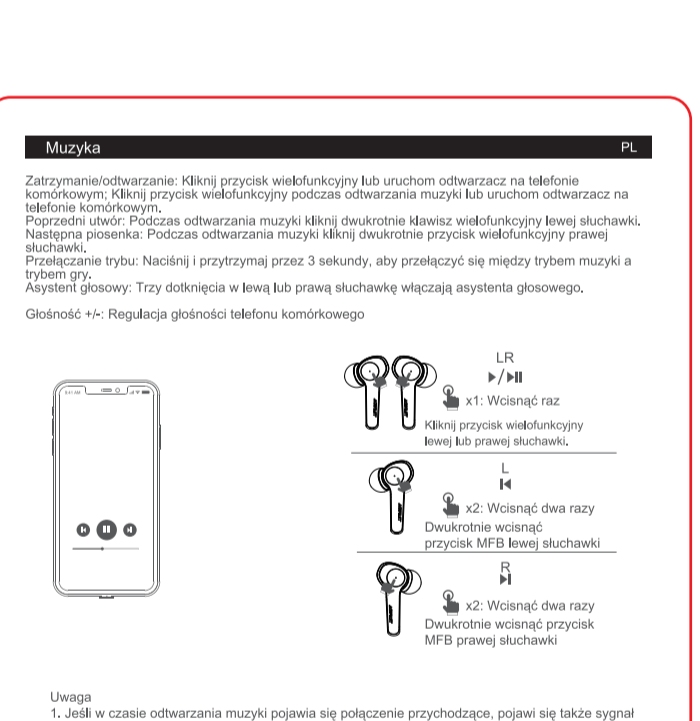 Muzyka PL
Zatrzymanie/odtwarzanie: Kliknij przycisk wielofunkcyjny lub uruchom odtwarzacz na telefonie
komórkowym; Kliknij przycisk wielofunkcyjny podczas odtwarzania muzyki lub uruchom odtwarzacz na
telefonie komórkowym.
Poprzedni utwór: Podczas odtwarzania muzyki kliknij dwukrotnie klawisz wielofunkcyjny lewej słuchawki.
Następna piosenka: Podczas odtwarzania muzyki kliknij dwukrotnie przycisk wielofunkcyjny prawej
słuchawki.
Przełączanie trybu: Naciśnij i przytrzymaj przez 3 sekundy, aby przełączyć się między trybem muzyki a
trybem gry.
Asystent głosowy: Trzy dotknięcia w lewą lub prawą słuchawkę włączają asystenta głosowego.
Głośność +/-: Regulacja głośności telefonu komórkowego
9:41 AM
LR
x1: Wcisnąć raz
Kliknij przycisk wielofunkcyjny
lewej lub prawej słuchawki.
L
x2: Wcisnąć dwa razy
Dwukrotnie wcisnąć
przycisk MFB lewej słuchawki
R
x2: Wcisnąć dwa razy
Dwukrotnie wcisnąć przycisk
MFB prawej słuchawki
Uwaga
1. Jeśli w czasie odtwarzania muzyki pojawia się połączenie przychodzące, pojawi się także sygnał